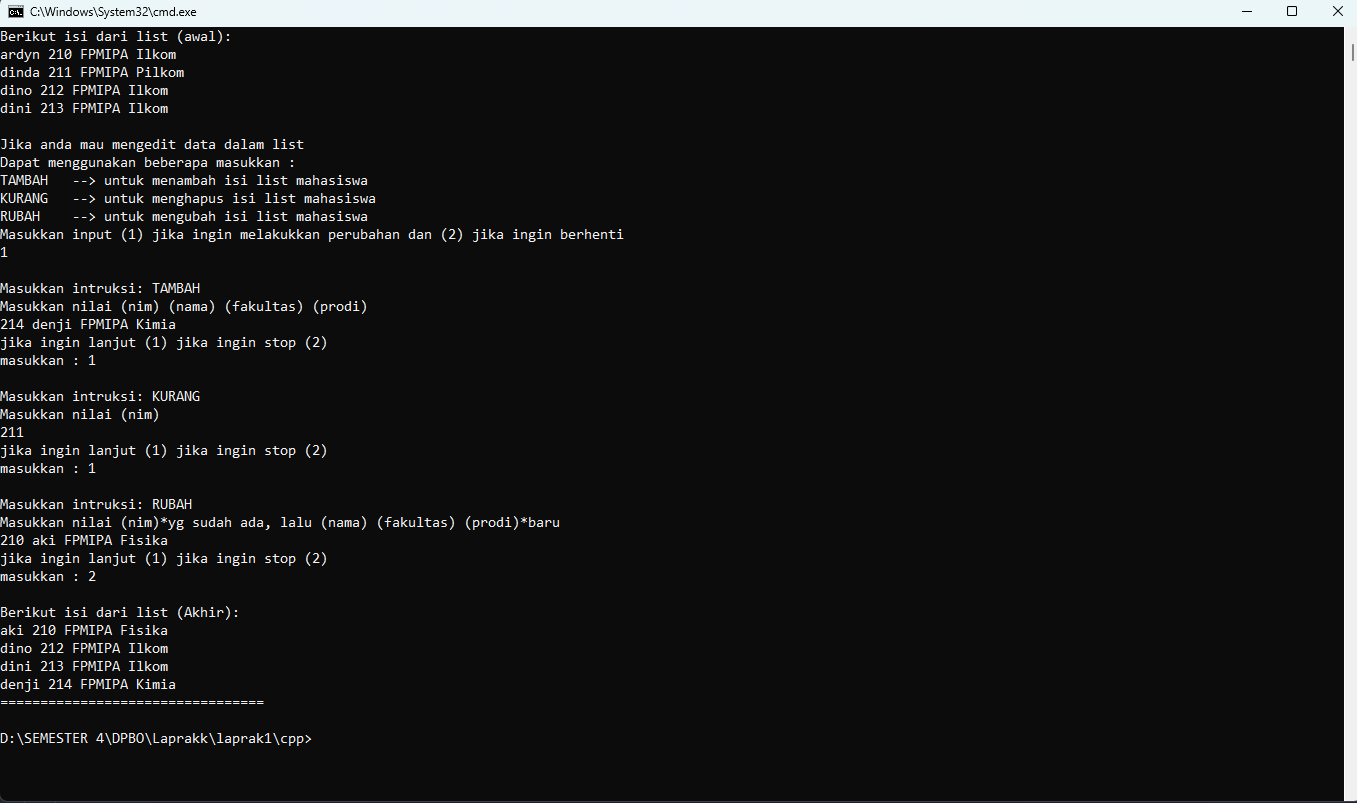 C:\Windows\System32\cmd.exe
Berikut isi dari list (awal):
ardyn 210 FPMIPA Ilkom
dinda 211 FPMIPA Pilkom
dino 212 FPMIPA Ilkom
dini 213 FPMIPA Ilkom

Jika anda mau mengedit data dalam list
Dapat menggunakan beberapa masukkan :
TAMBAH   --> untuk menambah isi list mahasiswa
KURANG   --> untuk menghapus isi list mahasiswa
RUBAH    --> untuk mengubah isi list mahasiswa
Masukkan input (1) jika ingin melakukkan perubahan dan (2) jika ingin berhenti
1

Masukkan intruksi: TAMBAH
Masukkan nilai (nim) (nama) (fakultas) (prodi)
214 denji FPMIPA Kimia
jika ingin lanjut (1) jika ingin stop (2)
masukkan : 1

Masukkan intruksi: KURANG
Masukkan nilai (nim)
211
jika ingin lanjut (1) jika ingin stop (2)
masukkan : 1

Masukkan intruksi: RUBAH
Masukkan nilai (nim)*yg sudah ada, lalu (nama) (fakultas) (prodi)*baru
210 aki FPMIPA Fisika
jika ingin lanjut (1) jika ingin stop (2)
masukkan : 2

Berikut isi dari list (Akhir):
aki 210 FPMIPA Fisika
dino 212 FPMIPA Ilkom
dini 213 FPMIPA Ilkom
denji 214 FPMIPA Kimia
=================================

D:\SEMESTER 4\DPBO\Laprakk\laprak1\cpp>